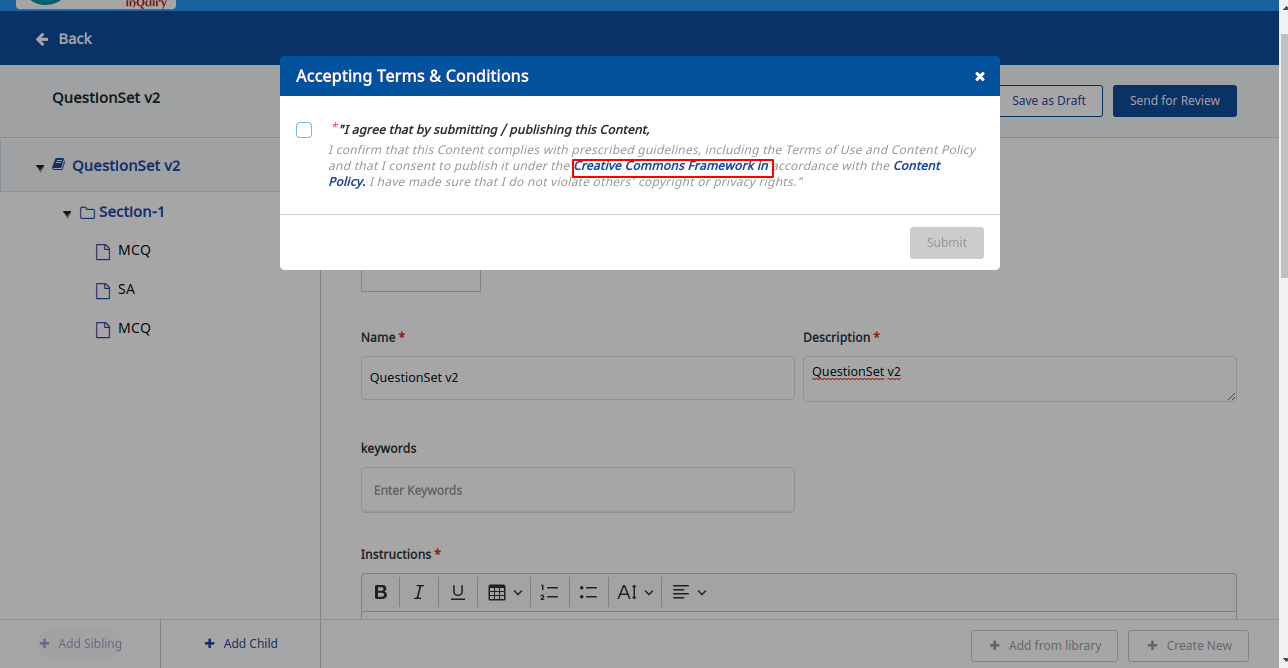 InQuiry
Back
Accepting Terms & Conditions
QuestionSet v2
Save as Draft
Send for Review
* "I agree that by submitting / publishing this Content,
I confirm that this Content complies with prescribed guidelines, including the Terms of Use and Content Policy
and that I consent to publish it under the Creative Commons Framework in accordance with the Content
Policy. I have made sure that I do not violate others' copyright or privacy rights."
QuestionSet v2
Section-1
Submit
MCQ
SA
MCQ
Name *
Description *
QuestionSet v2
QuestionSet v2
keywords
Enter Keywords
Instructions *
B I U
Add Sibling
Add Child
Add from library
Create New